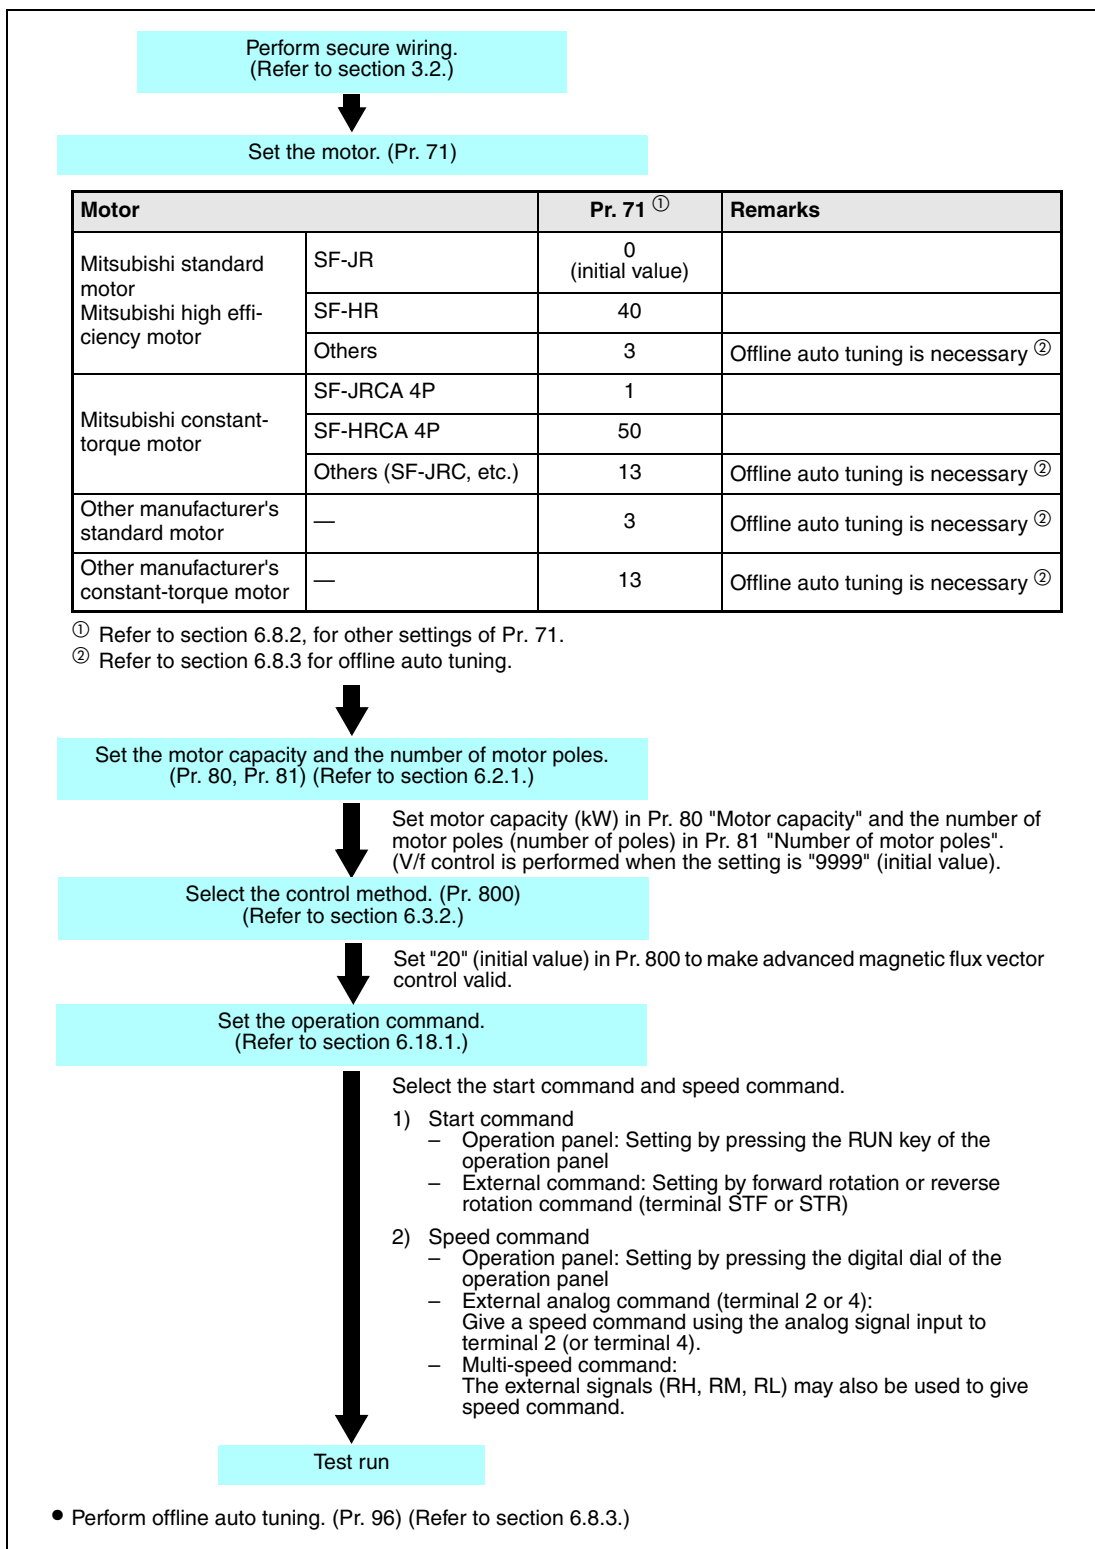 Perform secure wiring.
(Refer to section 3.2.)
Set the motor. (Pr. 71)
Motor Pr. 71 ① Remarks
Mitsubishi standard
motor
Mitsubishi high effi-
ciency motor
SF-JR 0
(initial value)
SF-HR 40
Others 3 Offline auto tuning is necessary ②
Mitsubishi constant-
torque motor
SF-JRCA 4P 1
SF-HRCA 4P 50
Others (SF-JRC, etc.) 13 Offline auto tuning is necessary ②
Other manufacturer's
standard motor
— 3 Offline auto tuning is necessary ②
Other manufacturer's
constant-torque motor
— 13 Offline auto tuning is necessary ②
① Refer to section 6.8.2, for other settings of Pr. 71.
② Refer to section 6.8.3 for offline auto tuning.
Set the motor capacity and the number of motor poles.
(Pr. 80, Pr. 81) (Refer to section 6.2.1.)
Set motor capacity (kW) in Pr. 80 "Motor capacity" and the number of
motor poles (number of poles) in Pr. 81 "Number of motor poles".
(V/f control is performed when the setting is "9999" (initial value).
Select the control method. (Pr. 800)
(Refer to section 6.3.2.)
Set "20" (initial value) in Pr. 800 to make advanced magnetic flux vector
control valid.
Set the operation command.
(Refer to section 6.18.1.)
Select the start command and speed command.
1) Start command
– Operation panel: Setting by pressing the RUN key of the
operation panel
– External command: Setting by forward rotation or reverse
rotation command (terminal STF or STR)
2) Speed command
– Operation panel: Setting by pressing the digital dial of the
operation panel
– External analog command (terminal 2 or 4):
Give a speed command using the analog signal input to
terminal 2 (or terminal 4).
– Multi-speed command:
The external signals (RH, RM, RL) may also be used to give
speed command.
Test run
● Perform offline auto tuning. (Pr. 96) (Refer to section 6.8.3.)